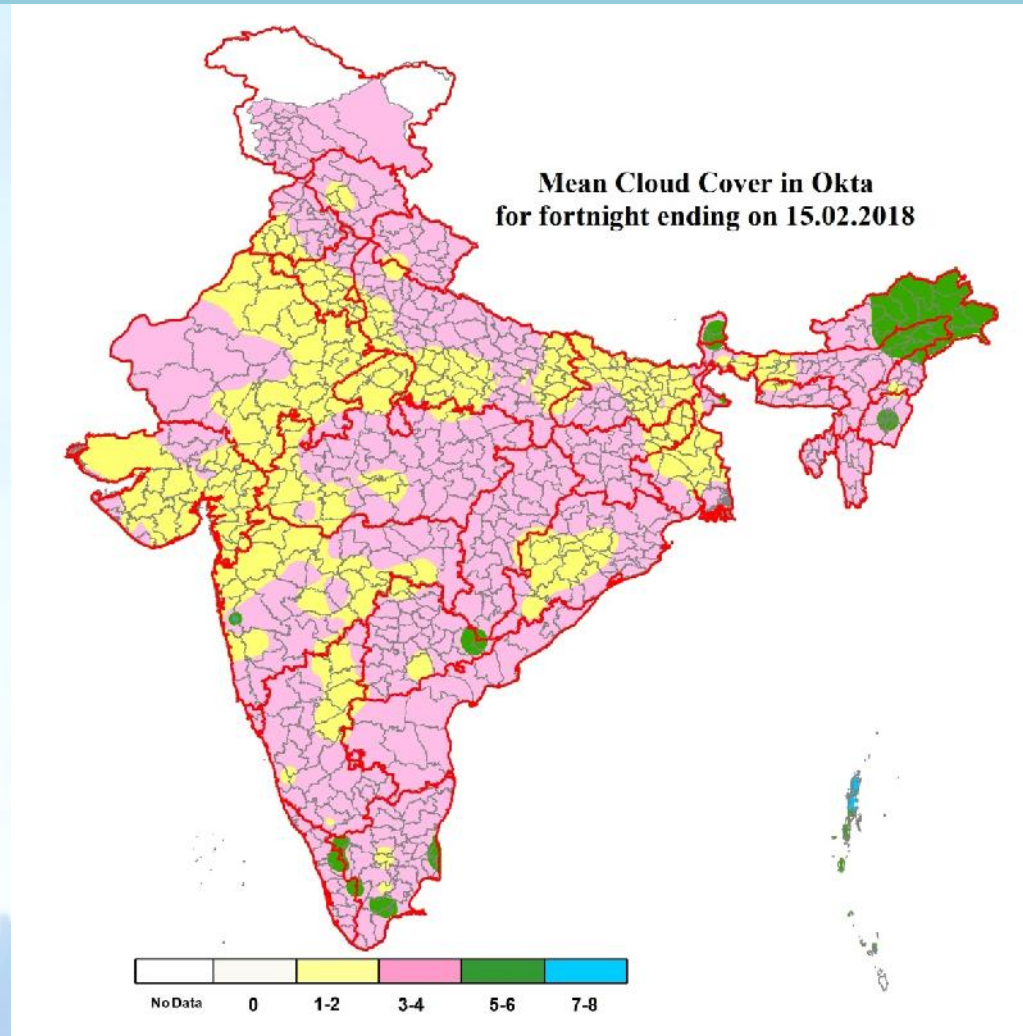 Mean Cloud Cover in Okta
for fortnight ending on 15.02.2018
No Data 0 1-2 3-4 5-6 7-8